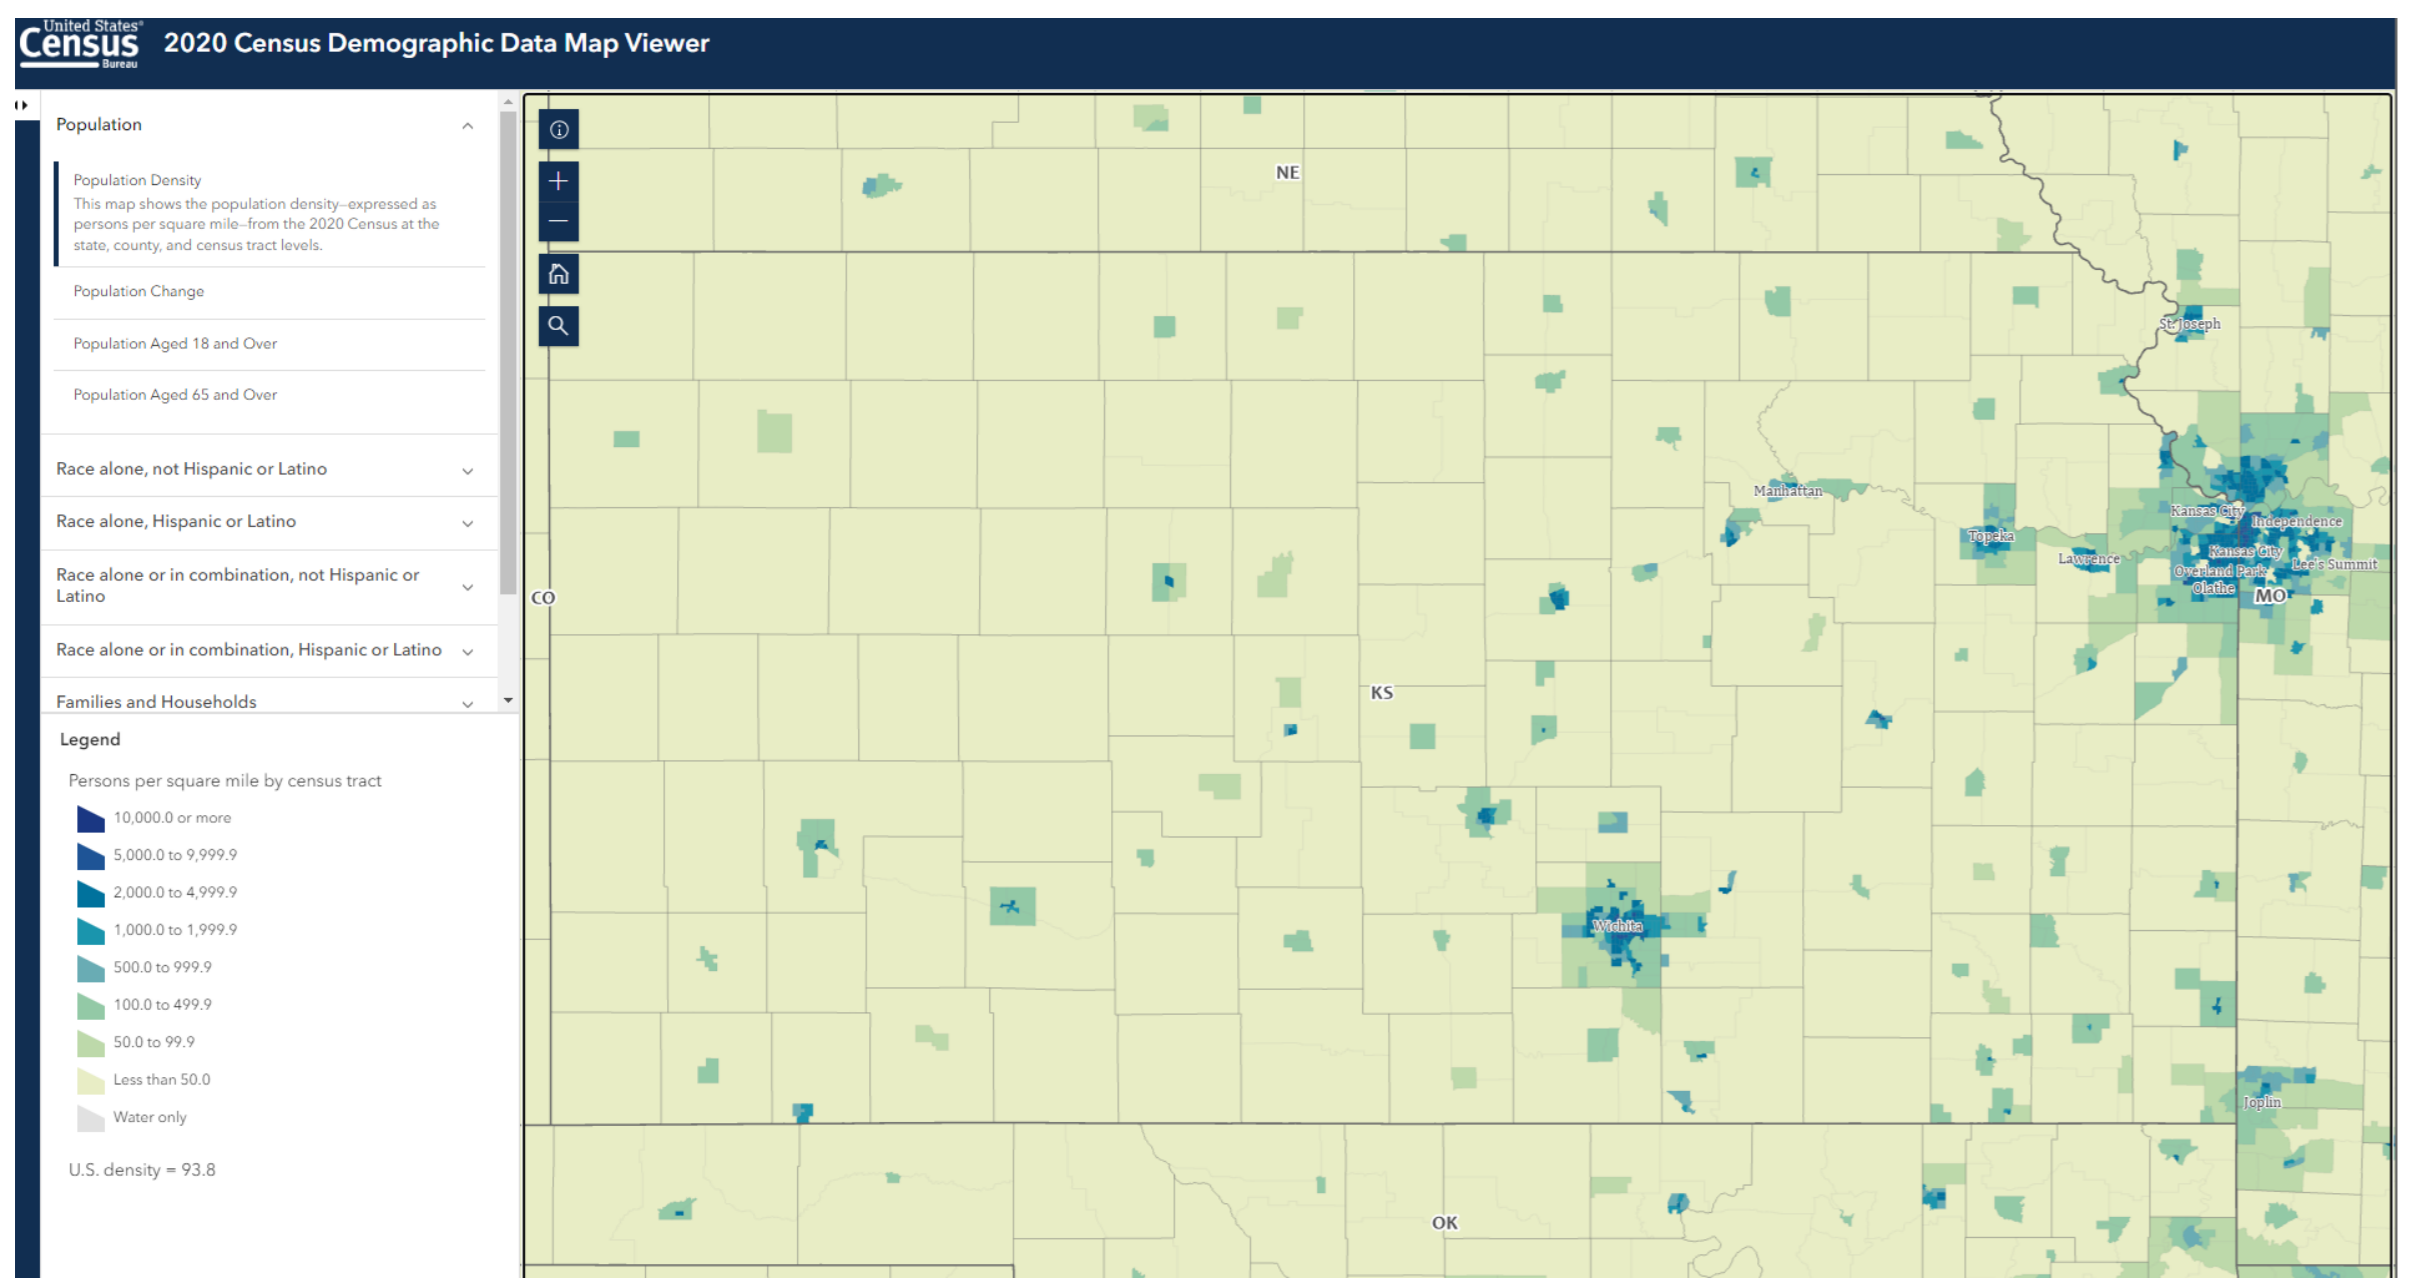 United States®
Census
Bureau
2020 Census Demographic Data Map Viewer
Population
Population Density
This map shows the population density--expressed as
persons per square mile--from the 2020 Census at the
state, county, and census tract levels.
Population Change
Population Aged 18 and Over
Population Aged 65 and Over
Race alone, not Hispanic or Latino
Race alone, Hispanic or Latino
Race alone or in combination, not Hispanic or
Latino
Race alone or in combination, Hispanic or Latino
Families and Households
Legend
Persons per square mile by census tract
10,000.0 or more
5,000.0 to 9,999.9
2,000.0 to 4,999.9
1,000.0 to 1,999.9
500.0 to 999.9
100.0 to 499.9
50.0 to 99.9
Less than 50.0
Water only
U.S. density = 93.8
NE
St. Joseph
Manhattan
Kansas City
Independence
Topeka
Kansas City
Lawrence
Lee's Summit
Overland Park
Olathe
MO
CO
KS
Wichita
Joplin
OK